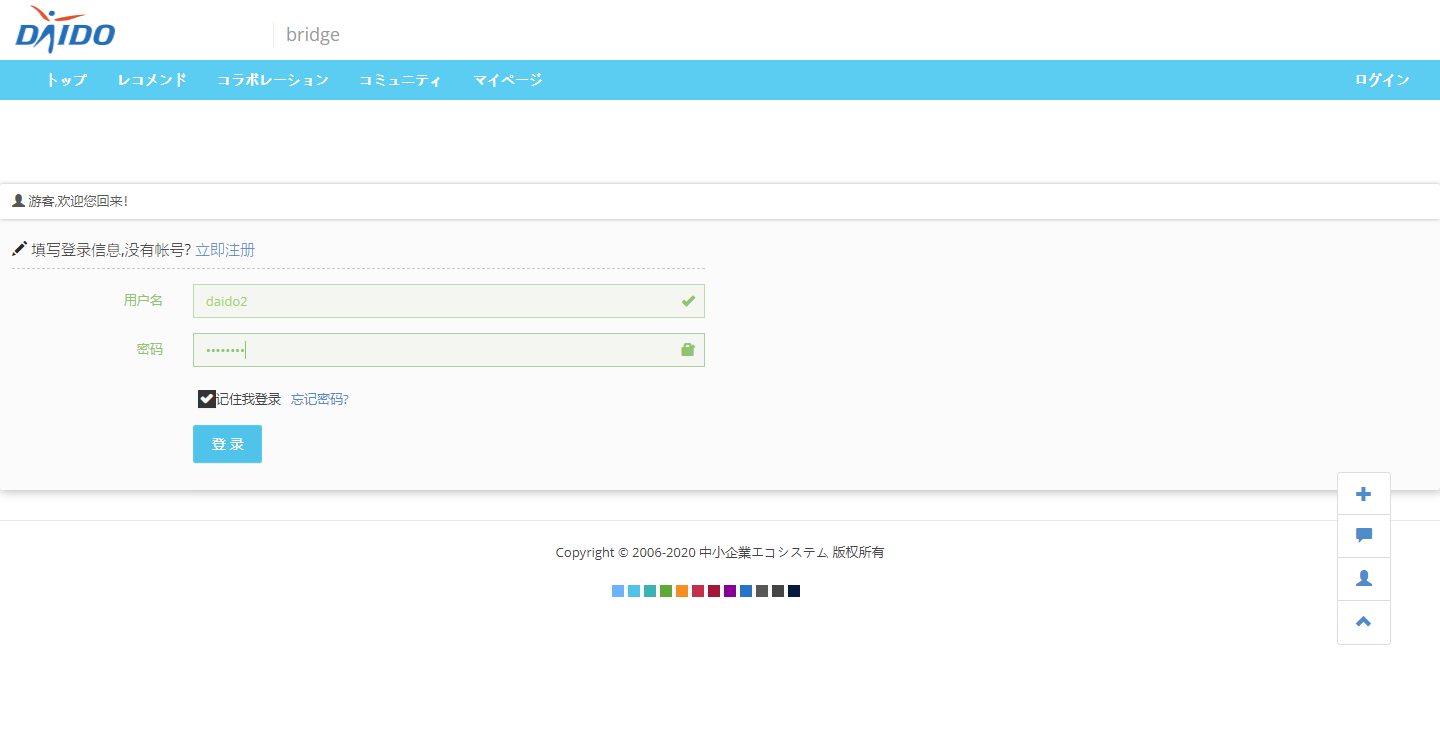 DAIDO
bridge
トップ レコメンド コラボレーション コミュニティ マイページ ログイン
游客,欢迎您回来!
填写登录信息,没有帐号? 立即注册
用户名 daido2
密码 ••••••••
记住我登录 忘记密码?
登 录
Copyright © 2006-2020 中小企業エコシステム 版权所有